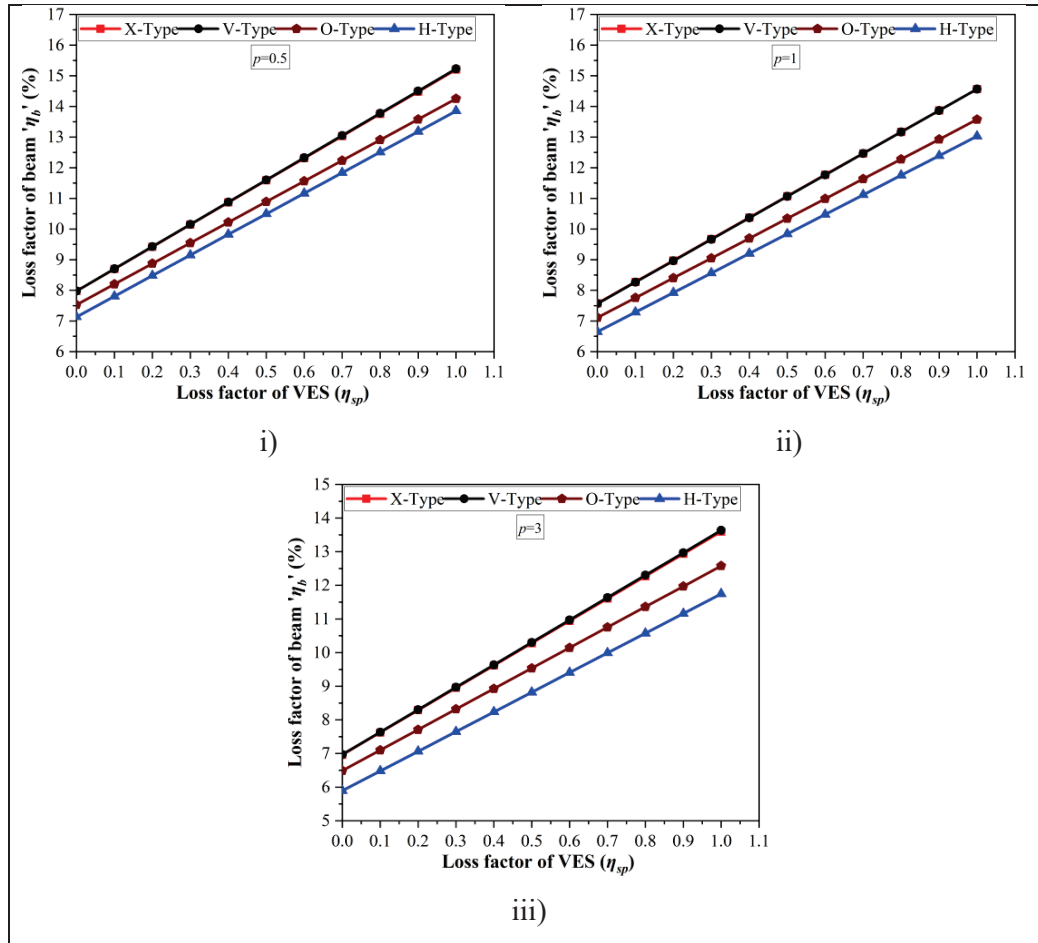 X-Type V-Type O-Type H-Type
p=0.5
17
16
15
14
13
12
11
10
9
8
7
6
Loss factor of beam 'ηb' (%)
0.0 0.1 0.2 0.3 0.4 0.5 0.6 0.7 0.8 0.9 1.0 1.1
Loss factor of VES (ηsp)
i)
X-Type V-Type O-Type H-Type
p=1
17
16
15
14
13
12
11
10
9
8
7
6
Loss factor of beam 'ηb' (%)
0.0 0.1 0.2 0.3 0.4 0.5 0.6 0.7 0.8 0.9 1.0 1.1
Loss factor of VES (ηsp)
ii)
X-Type V-Type O-Type H-Type
p=3
15
14
13
12
11
10
9
8
7
6
5
Loss factor of beam 'ηb' (%)
0.0 0.1 0.2 0.3 0.4 0.5 0.6 0.7 0.8 0.9 1.0 1.1
Loss factor of VES (ηsp)
iii)